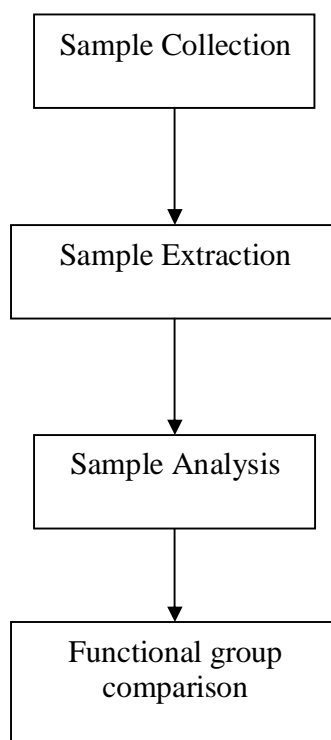 Sample Collection
Sample Extraction
Sample Analysis
Functional group
comparison